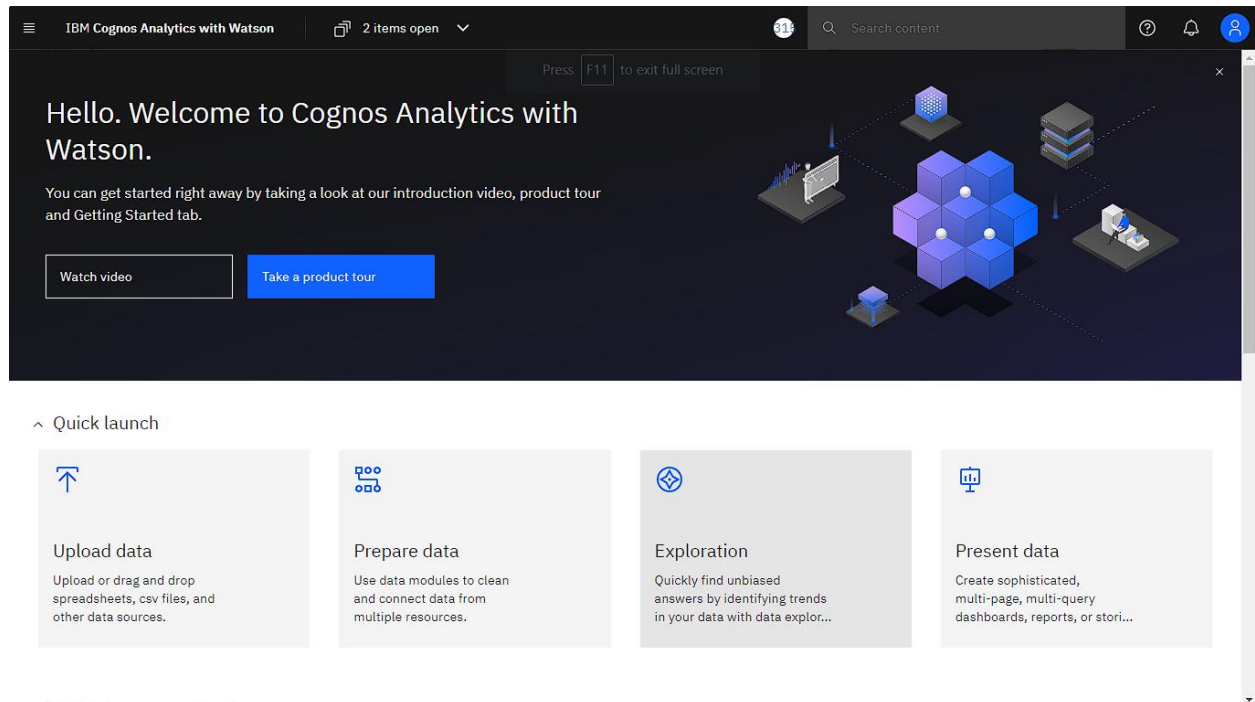 IBM Cognos Analytics with Watson
2 items open
315
Search content
Press F11 to exit full screen
Hello. Welcome to Cognos Analytics with
Watson.
You can get started right away by taking a look at our introduction video, product tour
and Getting Started tab.
Watch video
Take a product tour
Quick launch
Upload data
Upload or drag and drop
spreadsheets, csv files, and
other data sources.
Prepare data
Use data modules to clean
and connect data from
multiple resources.
Exploration
Quickly find unbiased
answers by identifying trends
in your data with data explor...
Present data
Create sophisticated,
multi-page, multi-query
dashboards, reports, or stori...